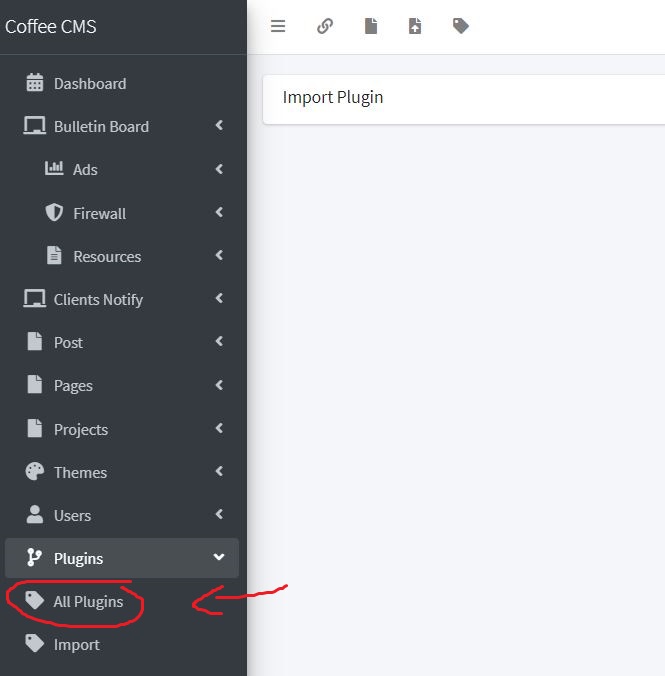 Coffee CMS
Dashboard
Bulletin Board
Ads
Firewall
Resources
Clients Notify
Post
Pages
Projects
Themes
Users
Plugins
All Plugins
Import
Import Plugin